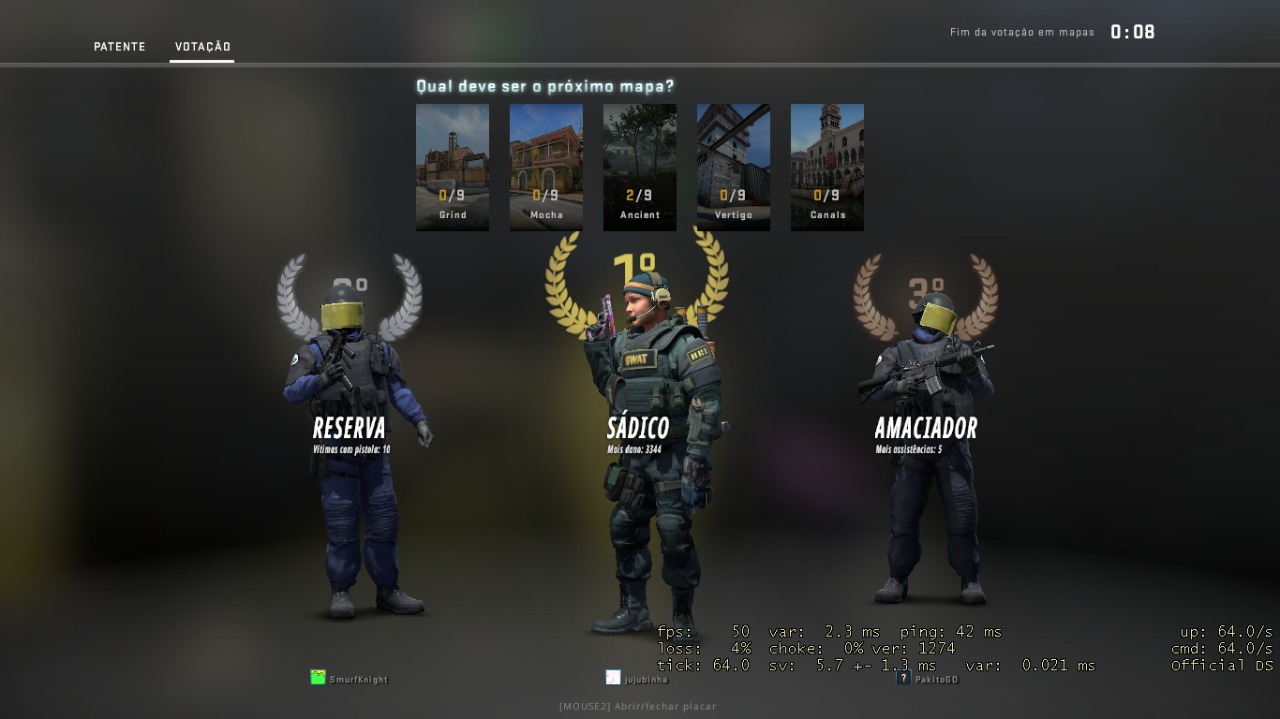 PATENTE VOTAÇÃO
Fim da votação em mapas 0:08
Qual deve ser o próximo mapa?
0/9 0/9 2/9 0/9 0/9
Grind Mocha Ancient Vertigo Canals
1º 3º
RESERVA SÁDICO AMACIADOR
Vítimas com pistola: 10 Mais dano: 3344 Mais assistências: 5
SWAT HRT
fps: 50 var: 2.3 ms ping: 42 ms up: 64.0/s
loss: 4% choke: 0% ver: 1274 cmd: 64.0/s
tick: 64.0 sv: 5.7 +- 1.3 ms var: 0.021 ms Official DS
SmurfKnight jujubinha ? PakitoGD
[MOUSE2] Abrir/fechar placar